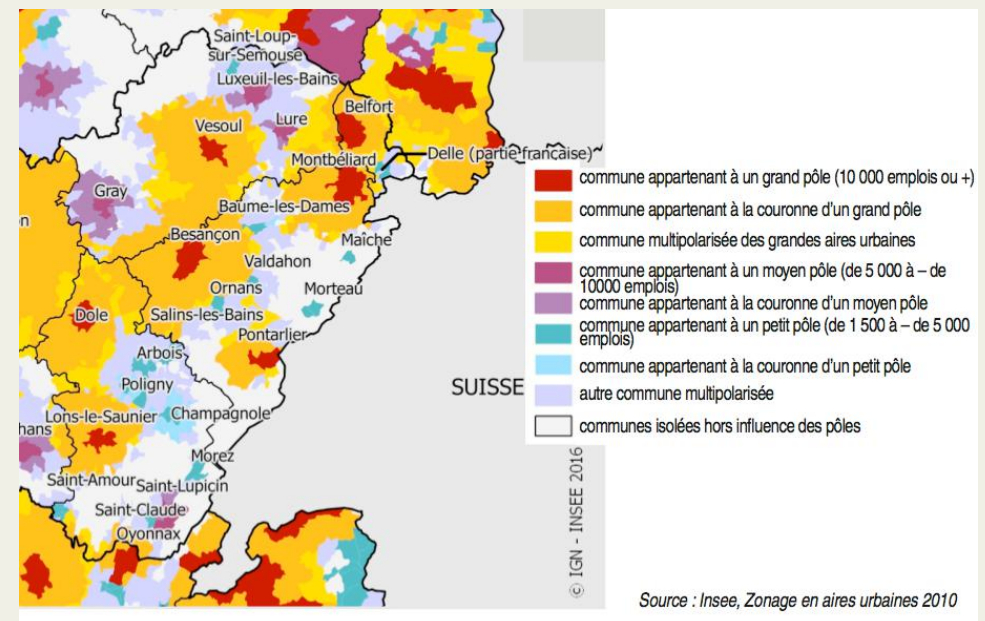 Saint-Loup-
sur-Semouse
Luxeuil-les-Bains
Belfort
Lure
Vesoul
Montbéliard
Delle (partie francaise)
Gray
Baume-les-Dames
on
Besançon
Maîche
Valdahon
Ornans
Morteau
Dole
Salins-les-Bains
Pontarlier
Arbois
Poligny
SUISSE
Lons-le-Saunier
Champagnole
hans
Morez
Saint-Amour
Saint-Lupicin
Saint-Claude
Oyonnax
commune appartenant à un grand pôle (10 000 emplois ou +)
commune appartenant à la couronne d'un grand pôle
commune multipolarisée des grandes aires urbaines
commune appartenant à un moyen pôle (de 5 000 à – de
10000 emplois)
commune appartenant à la couronne d'un moyen pôle
commune appartenant à un petit pôle (de 1 500 à – de 5 000
emplois)
commune appartenant à la couronne d'un petit pôle
autre commune multipolarisée
communes isolées hors influence des pôles
© IGN - INSEE 2016
Source : Insee, Zonage en aires urbaines 2010